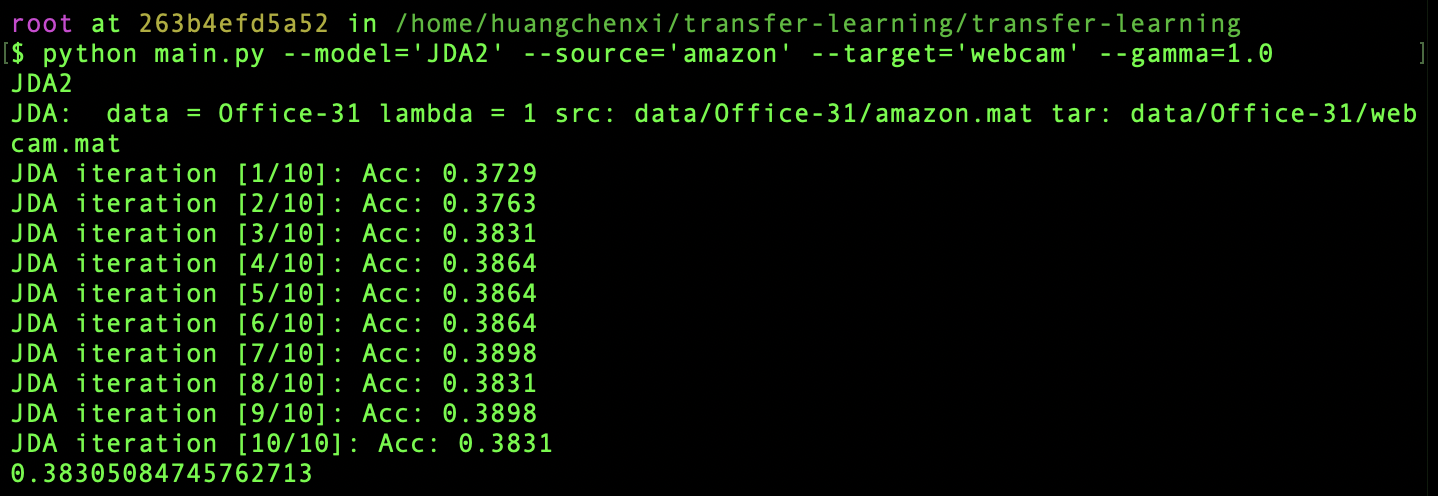 root at 263b4efd5a52 in /home/huangchenxi/transfer-learning/transfer-learning
[$ python main.py --model='JDA2' --source='amazon' --target='webcam' --gamma=1.0 ]
JDA2
JDA:  data = Office-31 lambda = 1 src: data/Office-31/amazon.mat tar: data/Office-31/web
cam.mat
JDA iteration [1/10]: Acc: 0.3729
JDA iteration [2/10]: Acc: 0.3763
JDA iteration [3/10]: Acc: 0.3831
JDA iteration [4/10]: Acc: 0.3864
JDA iteration [5/10]: Acc: 0.3864
JDA iteration [6/10]: Acc: 0.3864
JDA iteration [7/10]: Acc: 0.3898
JDA iteration [8/10]: Acc: 0.3831
JDA iteration [9/10]: Acc: 0.3898
JDA iteration [10/10]: Acc: 0.3831
0.38305084745762713